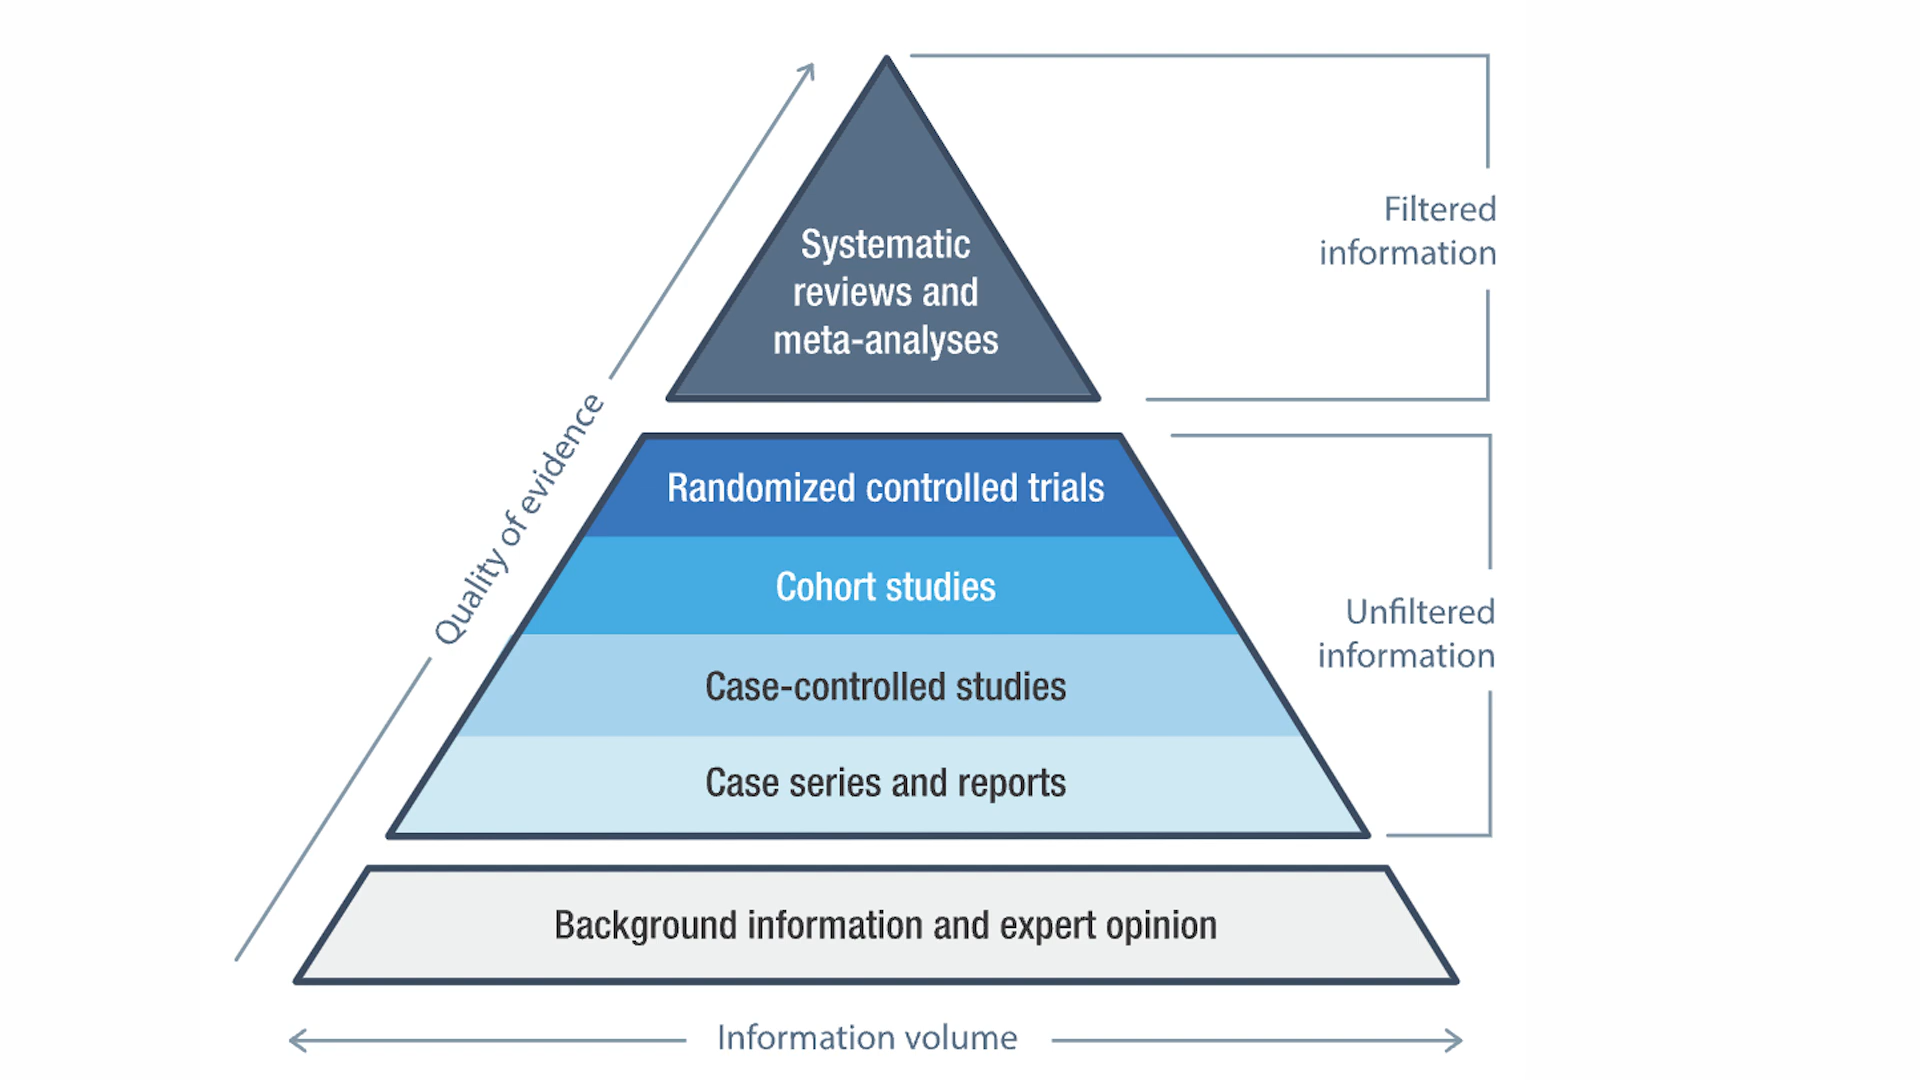 Systematic
reviews and
meta-analyses
Filtered
information
Quality of evidence
Randomized controlled trials
Cohort studies
Unfiltered
information
Case-controlled studies
Case series and reports
Background information and expert opinion
Information volume